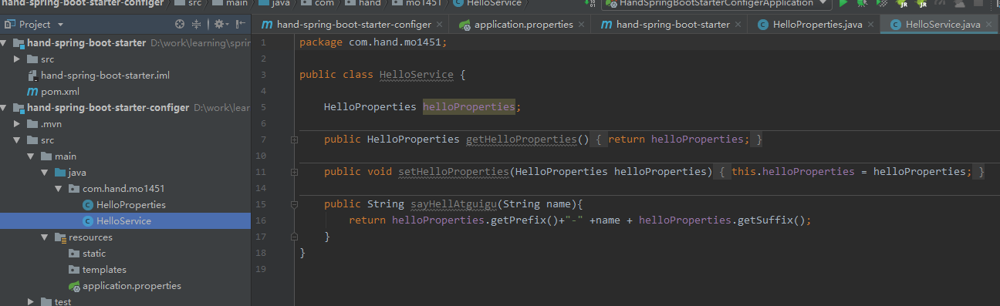 hand-spring-boot-starter-configer src main java com hand mo1451 HelloService HandSpringBootStarterConfigerApplication
Project
hand-spring-boot-starter-configer application.properties hand-spring-boot-starter HelloProperties.java HelloService.java
hand-spring-boot-starter D:\work\learning\sprin
src
hand-spring-boot-starter.iml
pom.xml
hand-spring-boot-starter-configer D:\work\lear
.mvn
src
main
java
com.hand.mo1451
HelloProperties
HelloService
resources
static
templates
application.properties
test
1 package com.hand.mo1451;
2
3 public class HelloService {
4
5 HelloProperties helloProperties;
6
7 public HelloProperties getHelloProperties() { return helloProperties; }
10
11 public void setHelloProperties(HelloProperties helloProperties) { this.helloProperties = helloProperties; }
14
15 public String sayHellAtguigu(String name){
16 return helloProperties.getPrefix()+"-" +name + helloProperties.getSuffix();
17 }
18 }
19